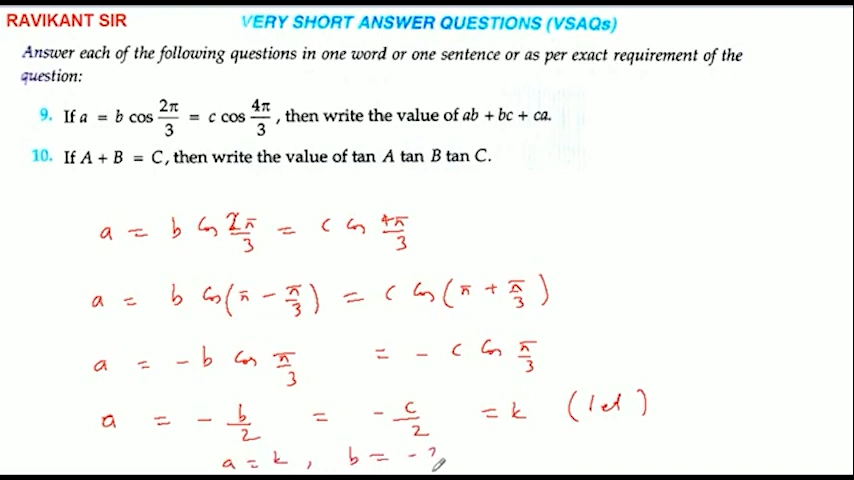 RAVIKANT SIR
VERY SHORT ANSWER QUESTIONS (VSAQs)
Answer each of the following questions in one word or one sentence or as per exact requirement of the
question:
9. If a = b cos 2π/3 = c cos 4π/3, then write the value of ab + bc + ca.
10. If A + B = C, then write the value of tan A tan B tan C.
a = b cos 2π/3 = c cos 4π/3
a = b cos(π - π/3) = c cos(π + π/3)
a = - b cos π/3 = - c cos π/3
a = - b/2 = - c/2 = k (let)
a = k, b = - 2